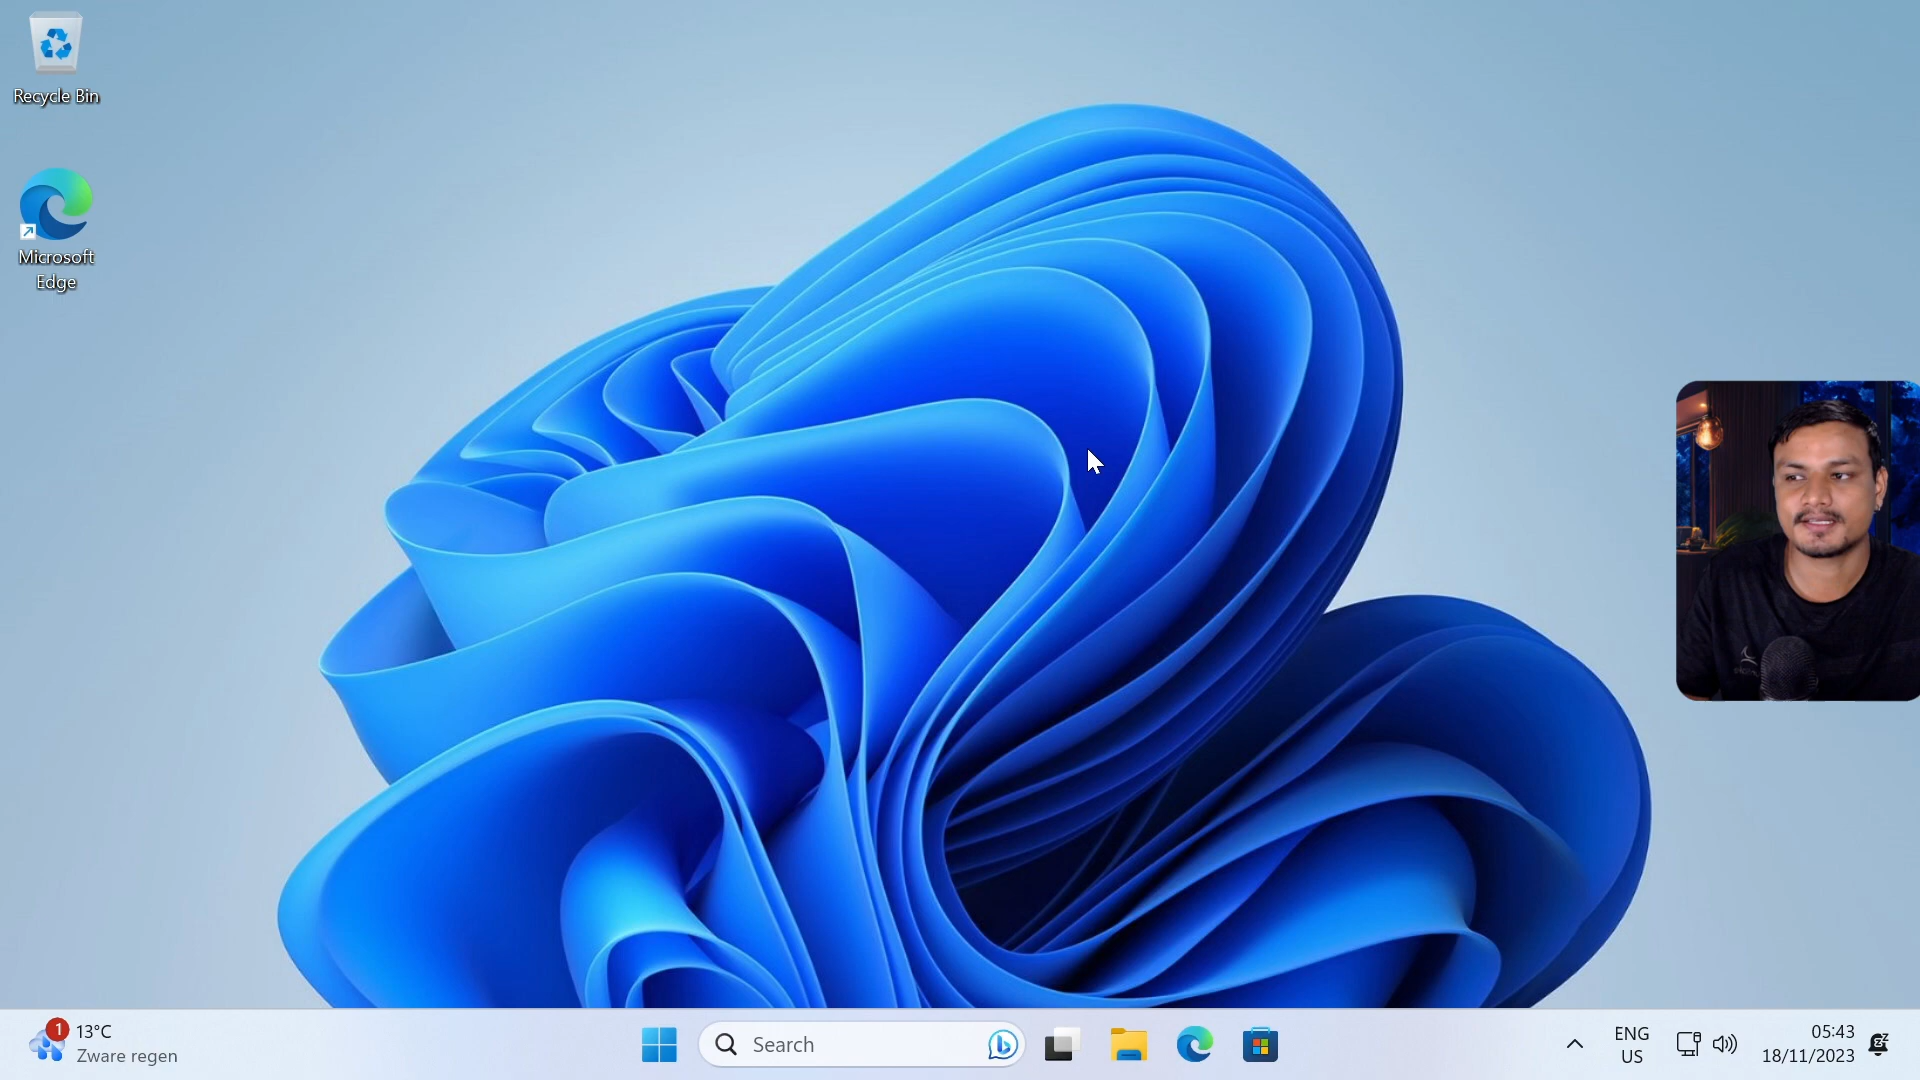 Recycle Bin
Microsoft
Edge
1
13°C
Zware regen
Search
ENG
US
05:43
18/11/2023